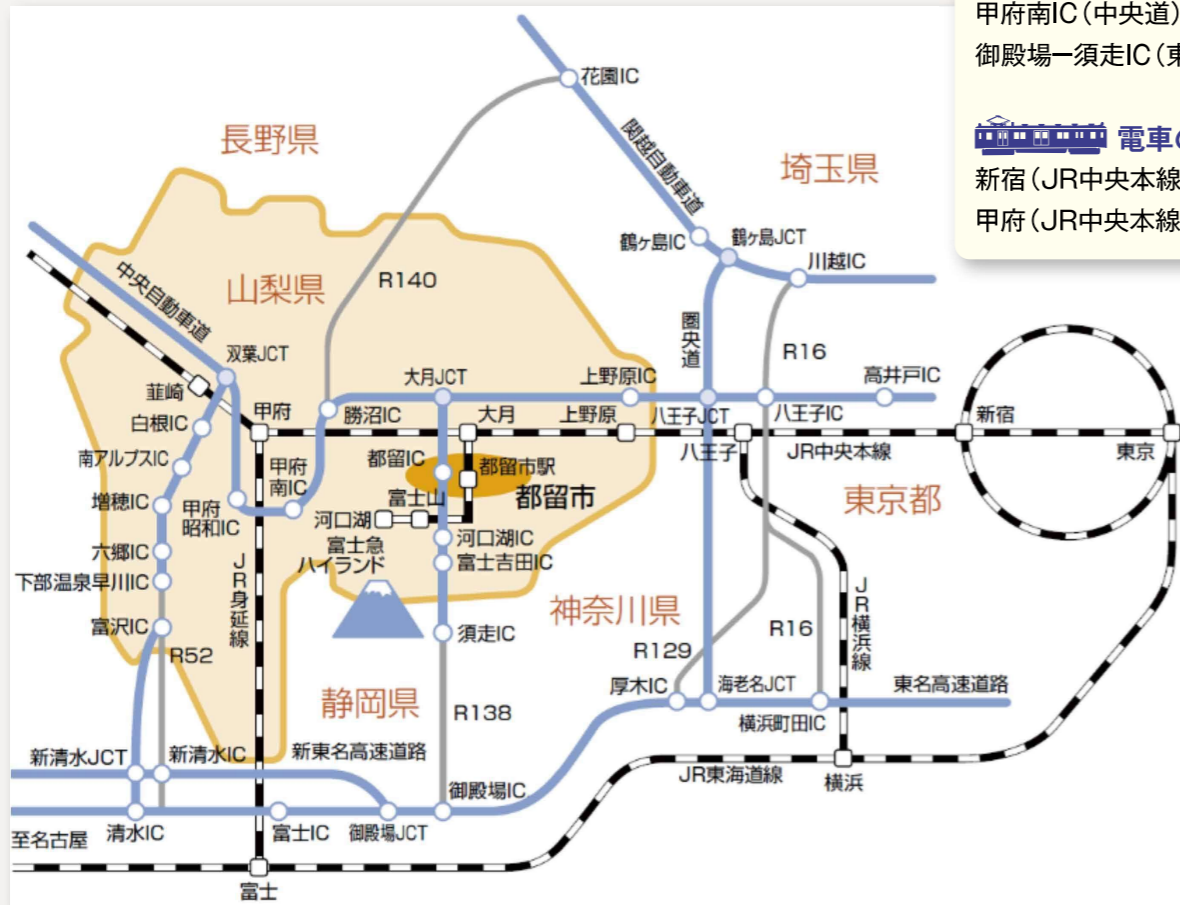 甲府南IC(中央道)
御殿場ー須走IC(東
電車の
新宿(JR中央本線
甲府(JR中央本線
花園IC
関越自動車道
長野県
埼玉県
鶴ヶ島IC
鶴ヶ島JCT
川越IC
中央自動車道
山梨県
R140
圏央道
R16
双葉JCT
韮崎
白根IC
南アルプスIC
増穂IC
六郷IC
下部温泉早川IC
富沢IC
R52
甲府
甲府
昭和IC
甲府
南IC
勝沼IC
大月JCT
大月
上野原IC
上野原
八王子JCT
八王子IC
高井戸IC
八王子
JR中央本線
新宿
東京
都留IC
都留市駅
都留市
富士山
河口湖
富士急
ハイランド
河口湖IC
富士吉田IC
須走IC
JR身延線
東京都
神奈川県
静岡県
R138
R129
R16
JR横浜線
厚木IC
海老名JCT
横浜町田IC
東名高速道路
新清水JCT
新清水IC
新東名高速道路
御殿場IC
JR東海道線
横浜
至名古屋
清水IC
富士IC
御殿場JCT
富士